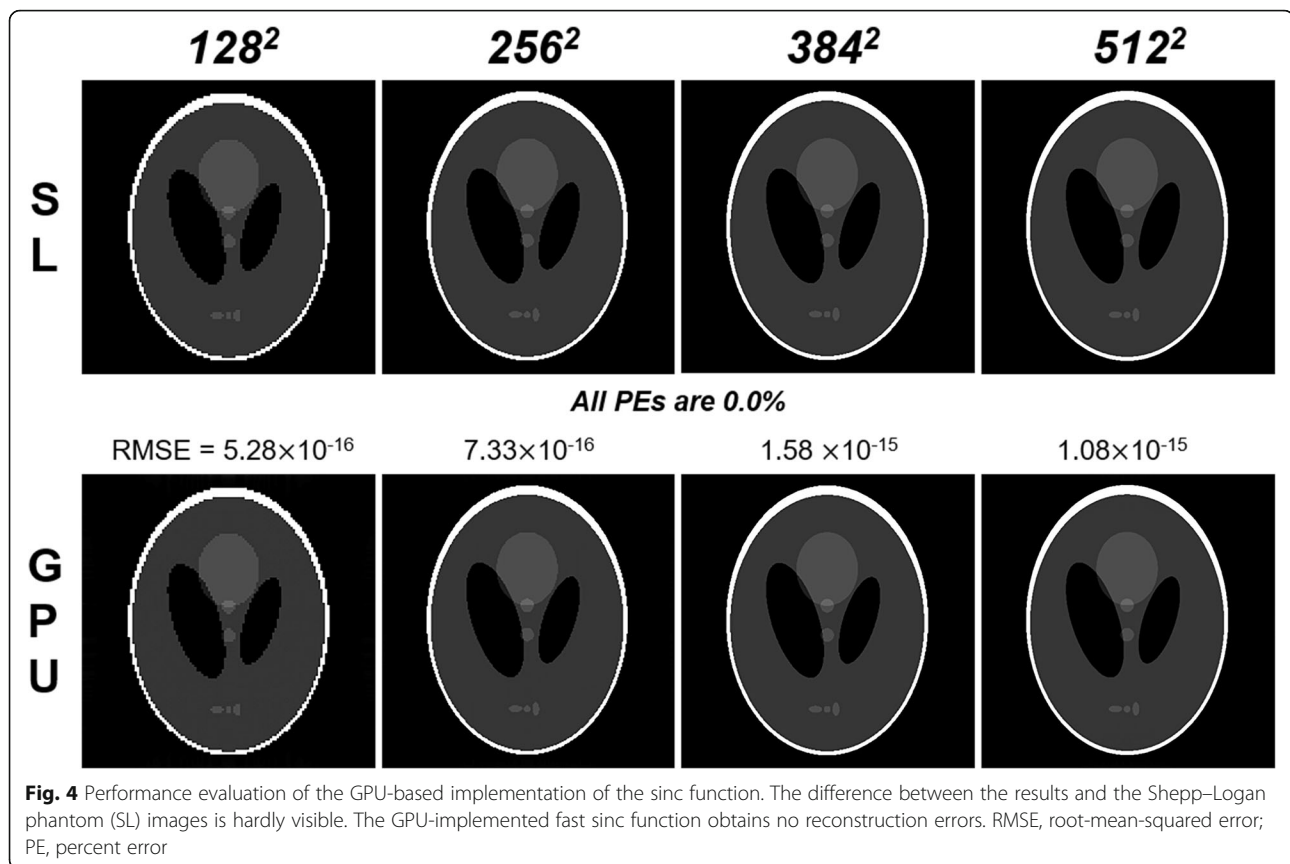 128²
256²
384²
512²
S
L
All PEs are 0.0%
RMSE = 5.28×10⁻¹⁶
7.33×10⁻¹⁶
1.58 ×10⁻¹⁵
1.08×10⁻¹⁵
G
P
U
Fig. 4 Performance evaluation of the GPU-based implementation of the sinc function. The difference between the results and the Shepp–Logan
phantom (SL) images is hardly visible. The GPU-implemented fast sinc function obtains no reconstruction errors. RMSE, root-mean-squared error;
PE, percent error